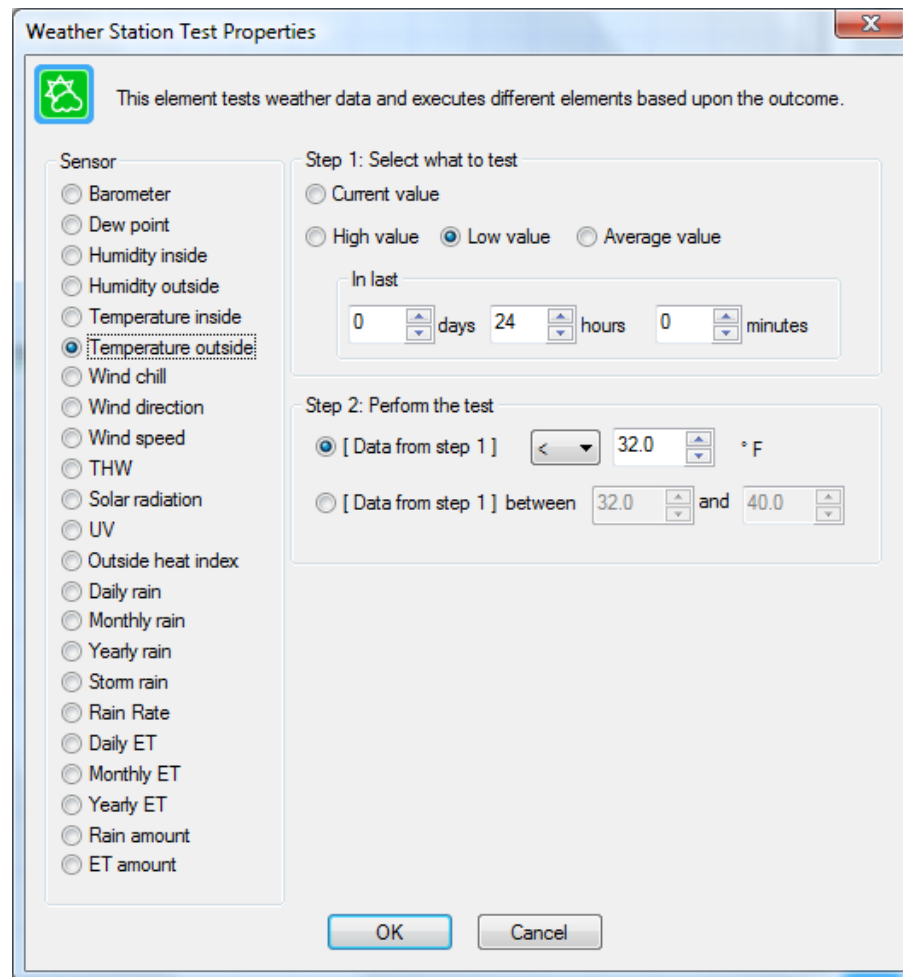 Weather Station Test Properties
X
This element tests weather data and executes different elements based upon the outcome.
Sensor
Barometer
Dew point
Humidity inside
Humidity outside
Temperature inside
Temperature outside
Wind chill
Wind direction
Wind speed
THW
Solar radiation
UV
Outside heat index
Daily rain
Monthly rain
Yearly rain
Storm rain
Rain Rate
Daily ET
Monthly ET
Yearly ET
Rain amount
ET amount
Step 1: Select what to test
Current value
High value Low value Average value
In last
0 days 24 hours 0 minutes
Step 2: Perform the test
[ Data from step 1 ] < 32.0 ° F
[ Data from step 1 ] between 32.0 and 40.0
OK Cancel